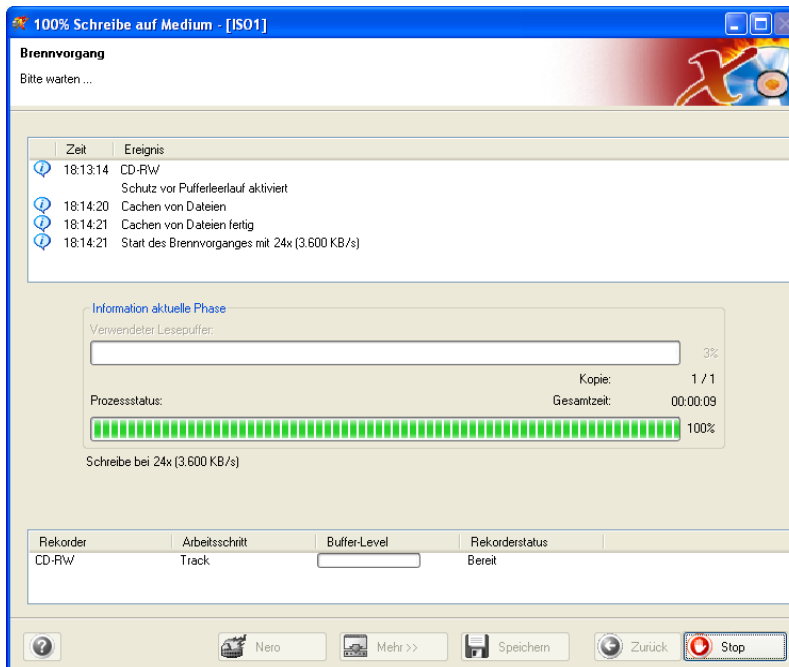 100% Schreibe auf Medium - [ISO1]
Brennvorgang
Bitte warten ...
Zeit Ereignis
18:13:14 CD-RW
Schutz vor Pufferleerlauf aktiviert
18:14:20 Cachen von Dateien
18:14:21 Cachen von Dateien fertig
18:14:21 Start des Brennvorganges mit 24x (3.600 KB/s)
Information aktuelle Phase
Verwendeter Lesepuffer:
3%
Kopie: 1 / 1
Prozessstatus: Gesamtzeit: 00:00:09
100%
Schreibe bei 24x (3.600 KB/s)
Rekorder Arbeitsschritt Buffer-Level Rekorderstatus
CD-RW Track Bereit
Nero Mehr >> Speichern Zurück Stop